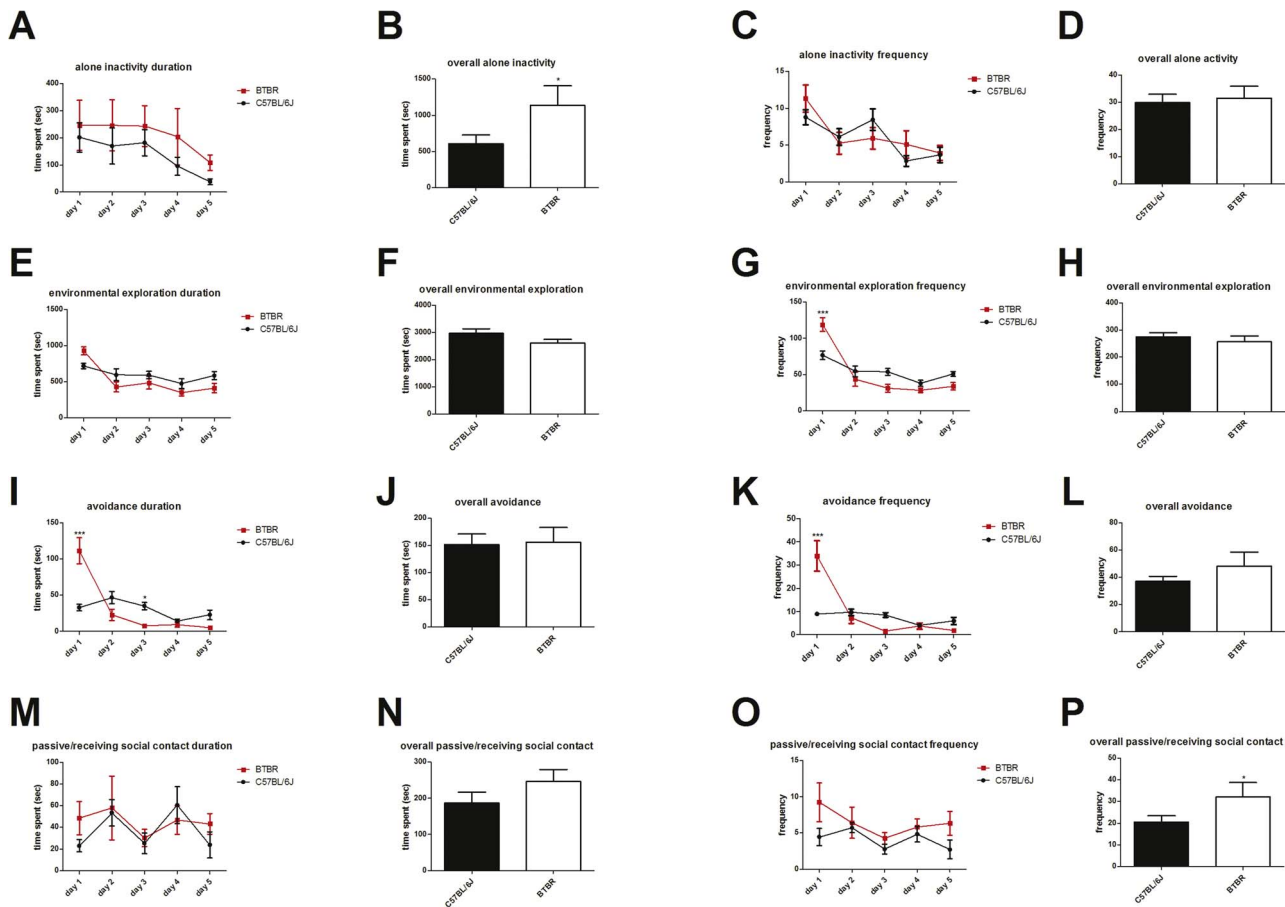 A
alone inactivity duration
BTBR
C57BL/6J
time spent (sec)
400
300
200
100
0
day 1
day 2
day 3
day 4
day 5
B
overall alone inactivity
*
time spent (sec)
1500
1000
500
0
C57BL/6J
BTBR
C
alone inactivity frequency
BTBR
C57BL/6J
frequency
15
10
5
0
day 1
day 2
day 3
day 4
day 5
D
overall alone activity
frequency
40
30
20
10
0
C57BL/6J
BTBR
E
environmental exploration duration
BTBR
C57BL/6J
time spent (sec)
1500
1000
500
0
day 1
day 2
day 3
day 4
day 5
F
overall environmental exploration
time spent (sec)
4000
3000
2000
1000
0
C57BL/6J
BTBR
G
environmental exploration frequency
BTBR
C57BL/6J
***
frequency
150
100
50
0
day 1
day 2
day 3
day 4
day 5
H
overall environmental exploration
frequency
400
300
200
100
0
C57BL/6J
BTBR
I
avoidance duration
BTBR
C57BL/6J
***
*
time spent (sec)
150
100
50
0
day 1
day 2
day 3
day 4
day 5
J
overall avoidance
time spent (sec)
200
150
100
50
0
C57BL/6J
BTBR
K
avoidance frequency
BTBR
C57BL/6J
***
frequency
50
40
30
20
10
0
day 1
day 2
day 3
day 4
day 5
L
overall avoidance
frequency
80
60
40
20
0
C57BL/6J
BTBR
M
passive/receiving social contact duration
BTBR
C57BL/6J
time spent (sec)
100
80
60
40
20
0
day 1
day 2
day 3
day 4
day 5
N
overall passive/receiving social contact
time spent (sec)
300
200
100
0
C57BL/6J
BTBR
O
passive/receiving social contact frequency
BTBR
C57BL/6J
frequency
15
10
5
0
day 1
day 2
day 3
day 4
day 5
P
overall passive/receiving social contact
*
frequency
60
40
30
20
10
0
C57BL/6J
BTBR